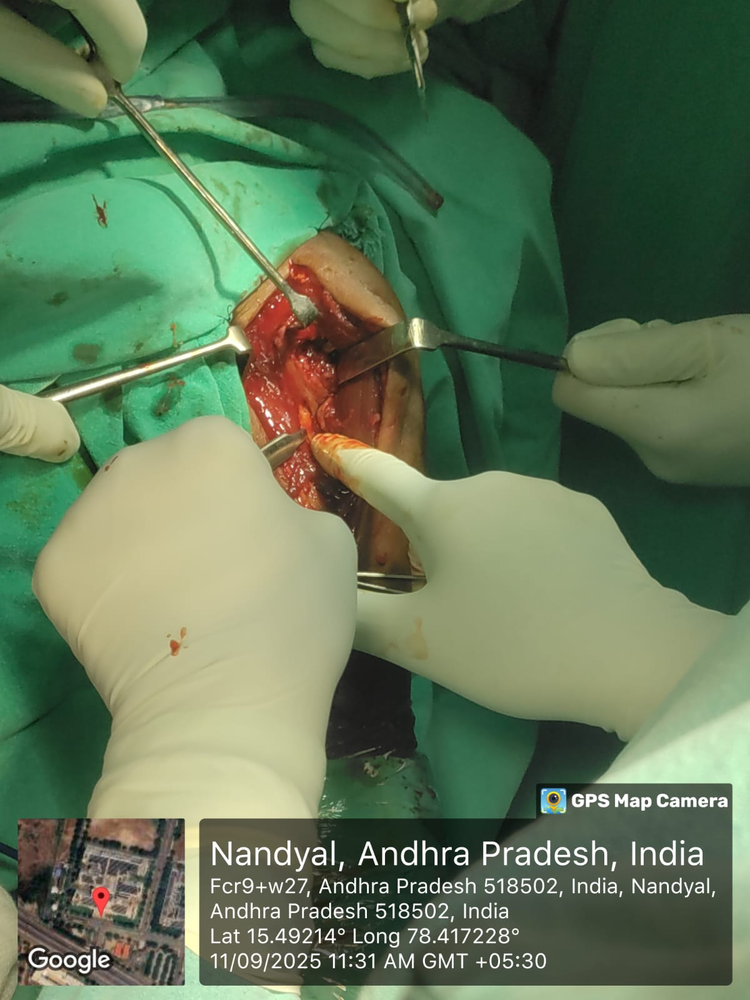 GPS Map Camera
Nandyal, Andhra Pradesh, India
Fcr9+w27, Andhra Pradesh 518502, India, Nandyal,
Andhra Pradesh 518502, India
Lat 15.49214° Long 78.417228°
11/09/2025 11:31 AM GMT +05:30
Google